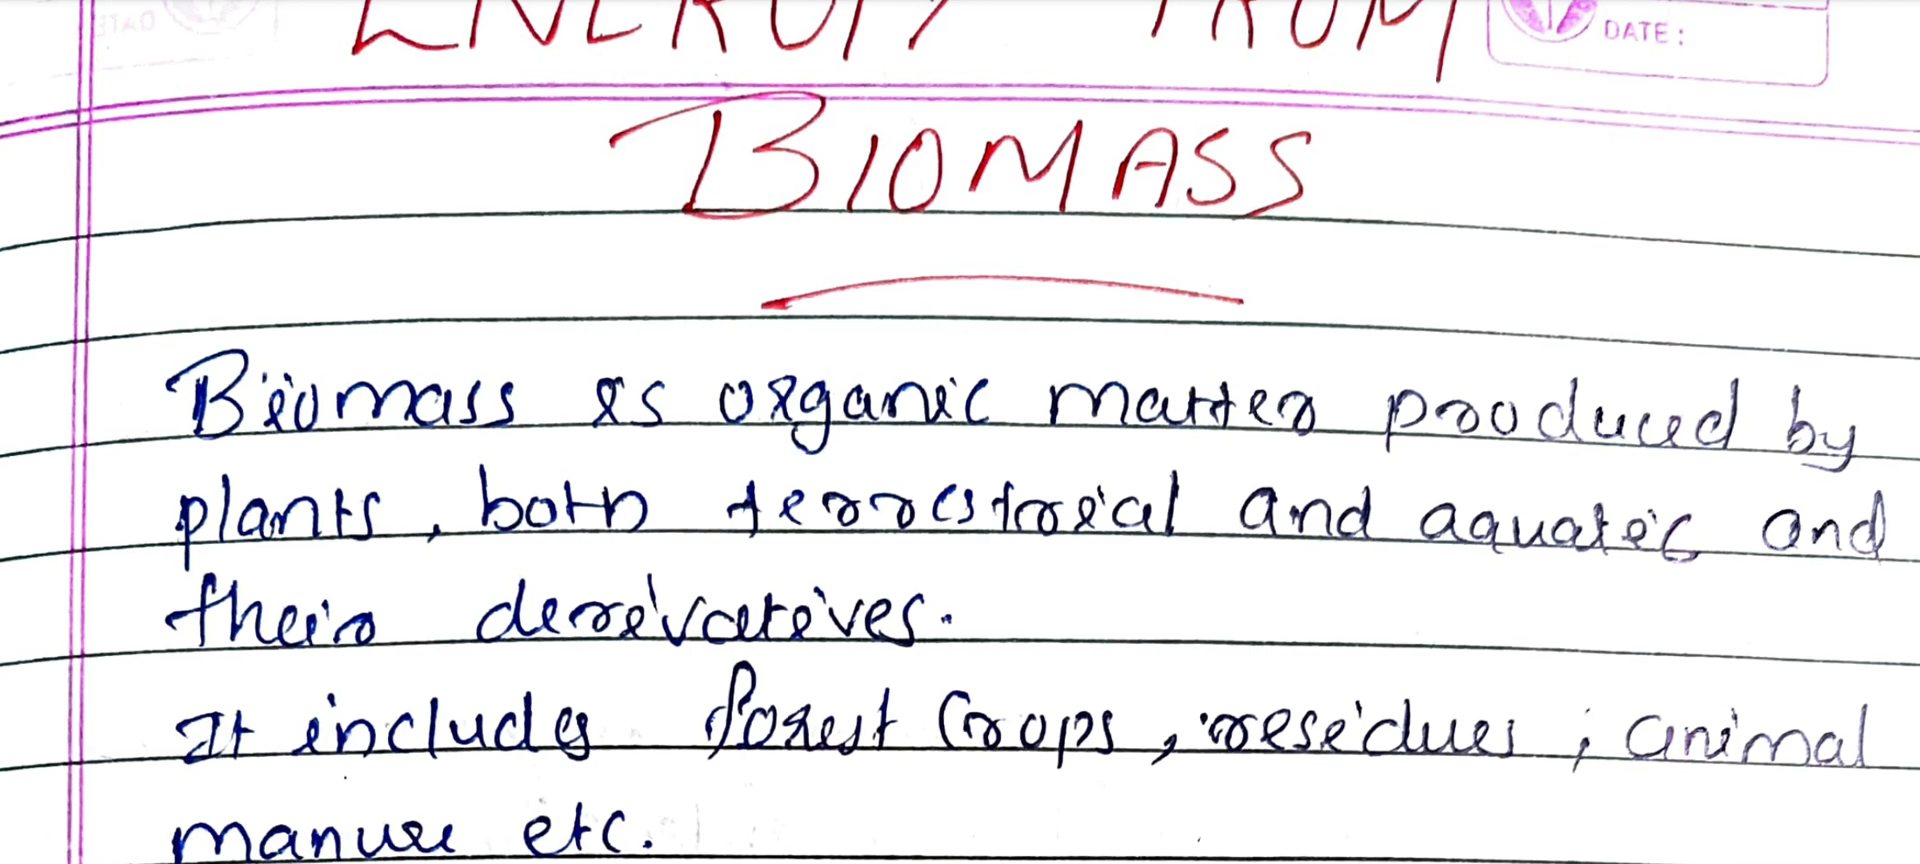 ENERGY FROM
DATE :
BIOMASS
Biomass is organic matter produced by
plants, both terrestrial and aquatic and
their derivatives.
It includes forest Crops, residues, animal
manure etc.